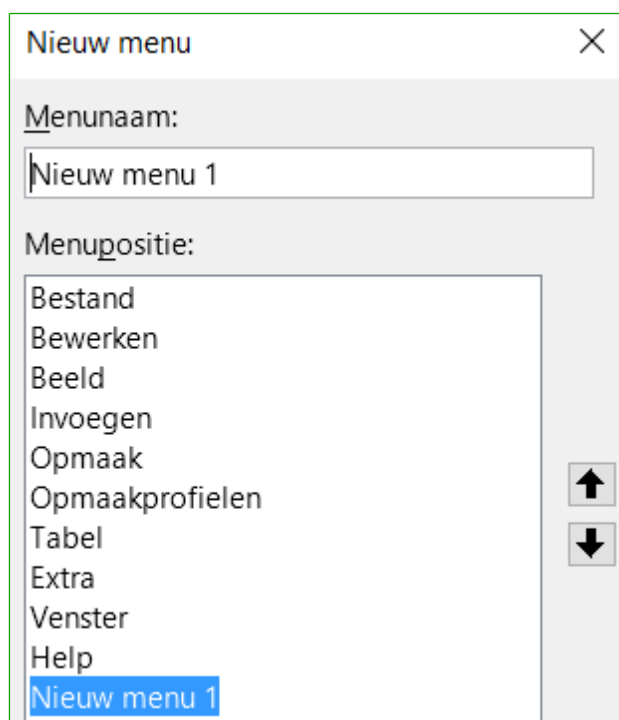 Nieuw menu
Menunaam:
Nieuw menu 1
Menupositie:
Bestand
Bewerken
Beeld
Invoegen
Opmaak
Opmaakprofielen
Tabel
Extra
Venster
Help
Nieuw menu 1